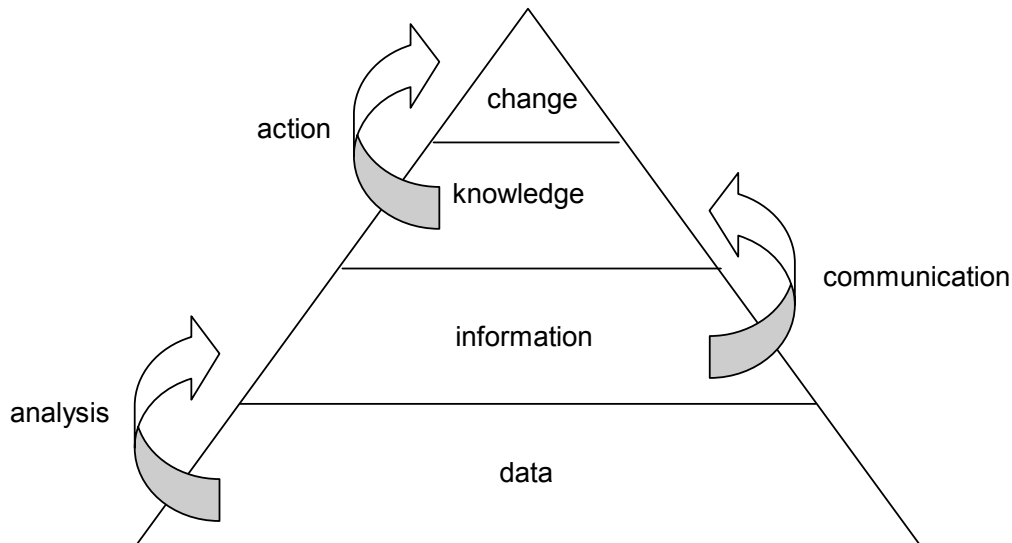 change
action
knowledge
communication
information
analysis
data